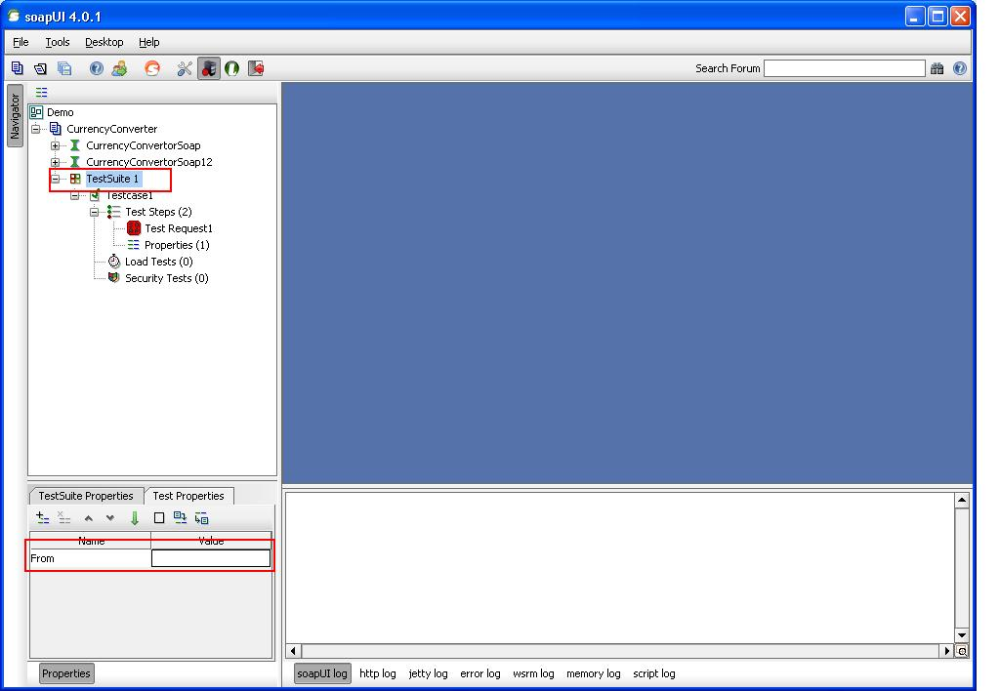 soapUI 4.0.1
File Tools Desktop Help
Search Forum
Navigator
Demo
CurrencyConverter
CurrencyConvertorSoap
CurrencyConvertorSoap12
TestSuite 1
Testcase1
Test Steps (2)
Test Request1
Properties (1)
Load Tests (0)
Security Tests (0)
TestSuite Properties Test Properties
Name Value
From
Properties
soapUI log http log jetty log error log wsrm log memory log script log